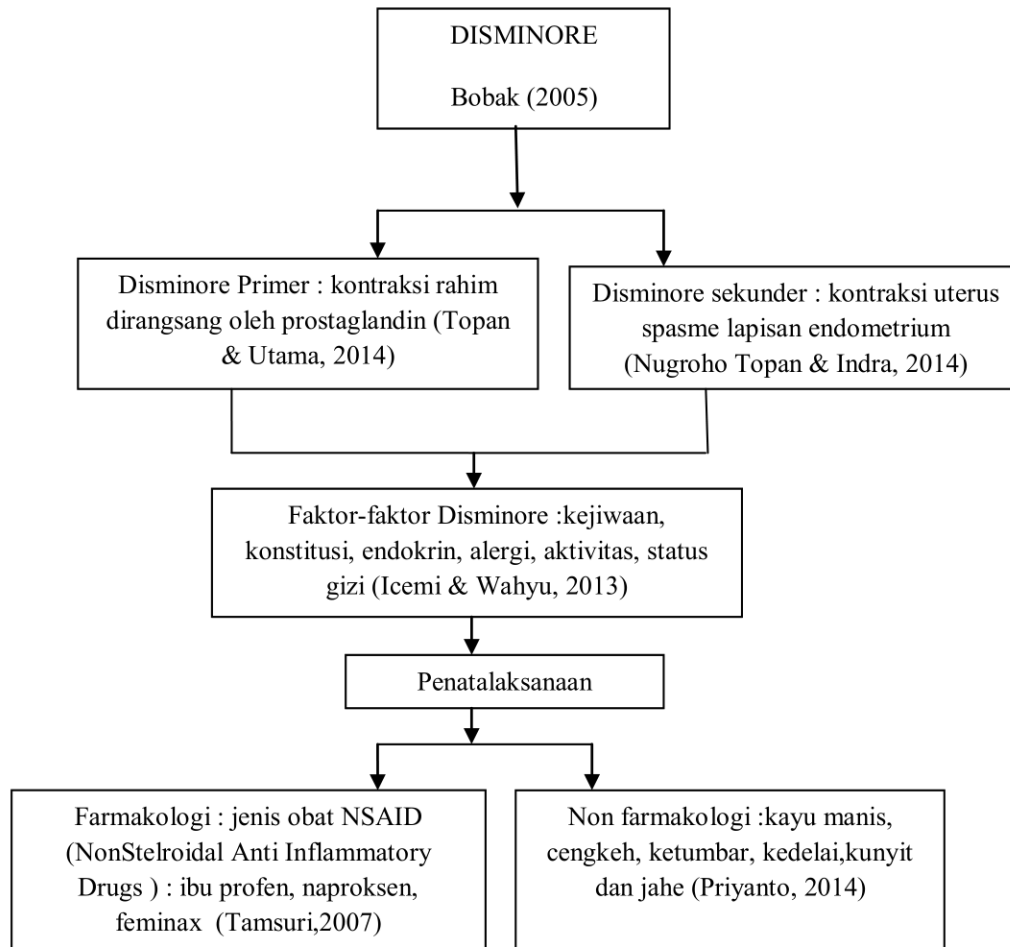 DISMINORE
Bobak (2005)
Disminore Primer : kontraksi rahim
dirangsang oleh prostaglandin (Topan
& Utama, 2014)
Disminore sekunder : kontraksi uterus
spasme lapisan endometrium
(Nugroho Topan & Indra, 2014)
Faktor-faktor Disminore :kejiwaan,
konstitusi, endokrin, alergi, aktivitas, status
gizi (Icemi & Wahyu, 2013)
Penatalaksanaan
Farmakologi : jenis obat NSAID
(NonStelroidal Anti Inflammatory
Drugs ) : ibu profen, naproksen,
feminax (Tamsuri,2007)
Non farmakologi :kayu manis,
cengkeh, ketumbar, kedelai,kunyit
dan jahe (Priyanto, 2014)